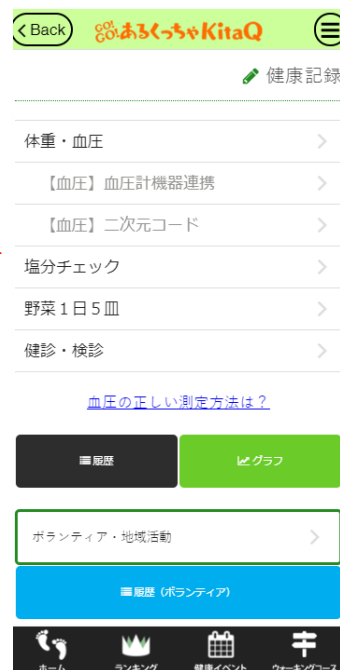 Back
GO!GO!あるくっちゃKitaQ
健康記録
体重・血圧
【血圧】血圧計機器連携
【血圧】二次元コード
塩分チェック
野菜1日5皿
健診・検診
血圧の正しい測定方法は?
履歴
グラフ
ボランティア・地域活動
履歴 (ボランティア)
ホーム
ランキング
健康イベント
ウォーキングコース